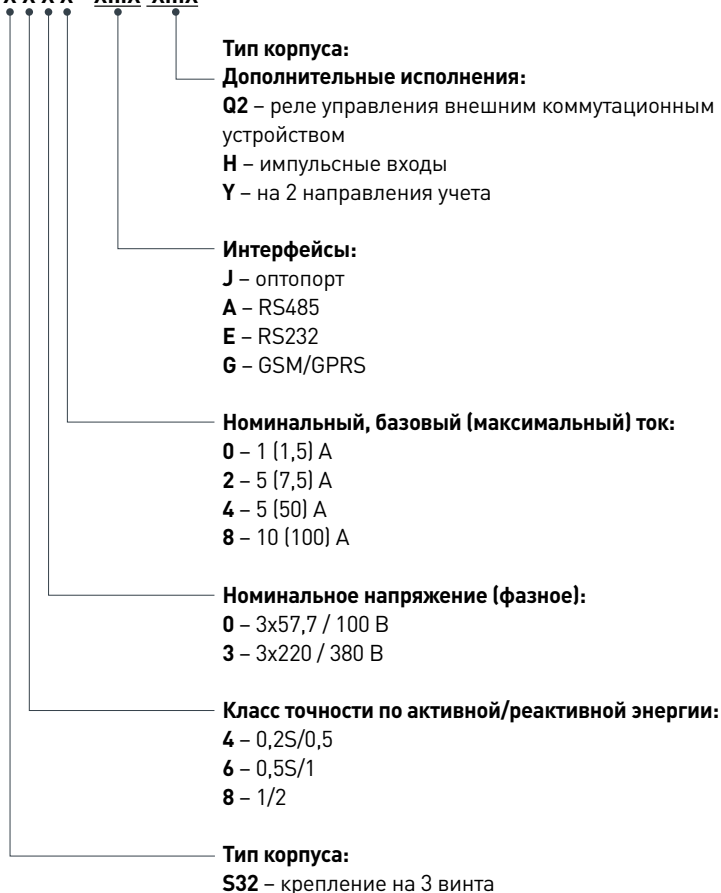 Тип корпуса:
Дополнительные исполнения:
Q2 – реле управления внешним коммутационным
устройством
H – импульсные входы
Y – на 2 направления учета
Интерфейсы:
J – оптопорт
A – RS485
E – RS232
G – GSM/GPRS
Номинальный, базовый (максимальный) ток:
0 – 1 (1,5) А
2 – 5 (7,5) А
4 – 5 (50) А
8 – 10 (100) А
Номинальное напряжение (фазное):
0 – 3х57,7 / 100 В
3 – 3х220 / 380 В
Класс точности по активной/реактивной энергии:
4 – 0,2S/0,5
6 – 0,5S/1
8 – 1/2
Тип корпуса:
S32 – крепление на 3 винта